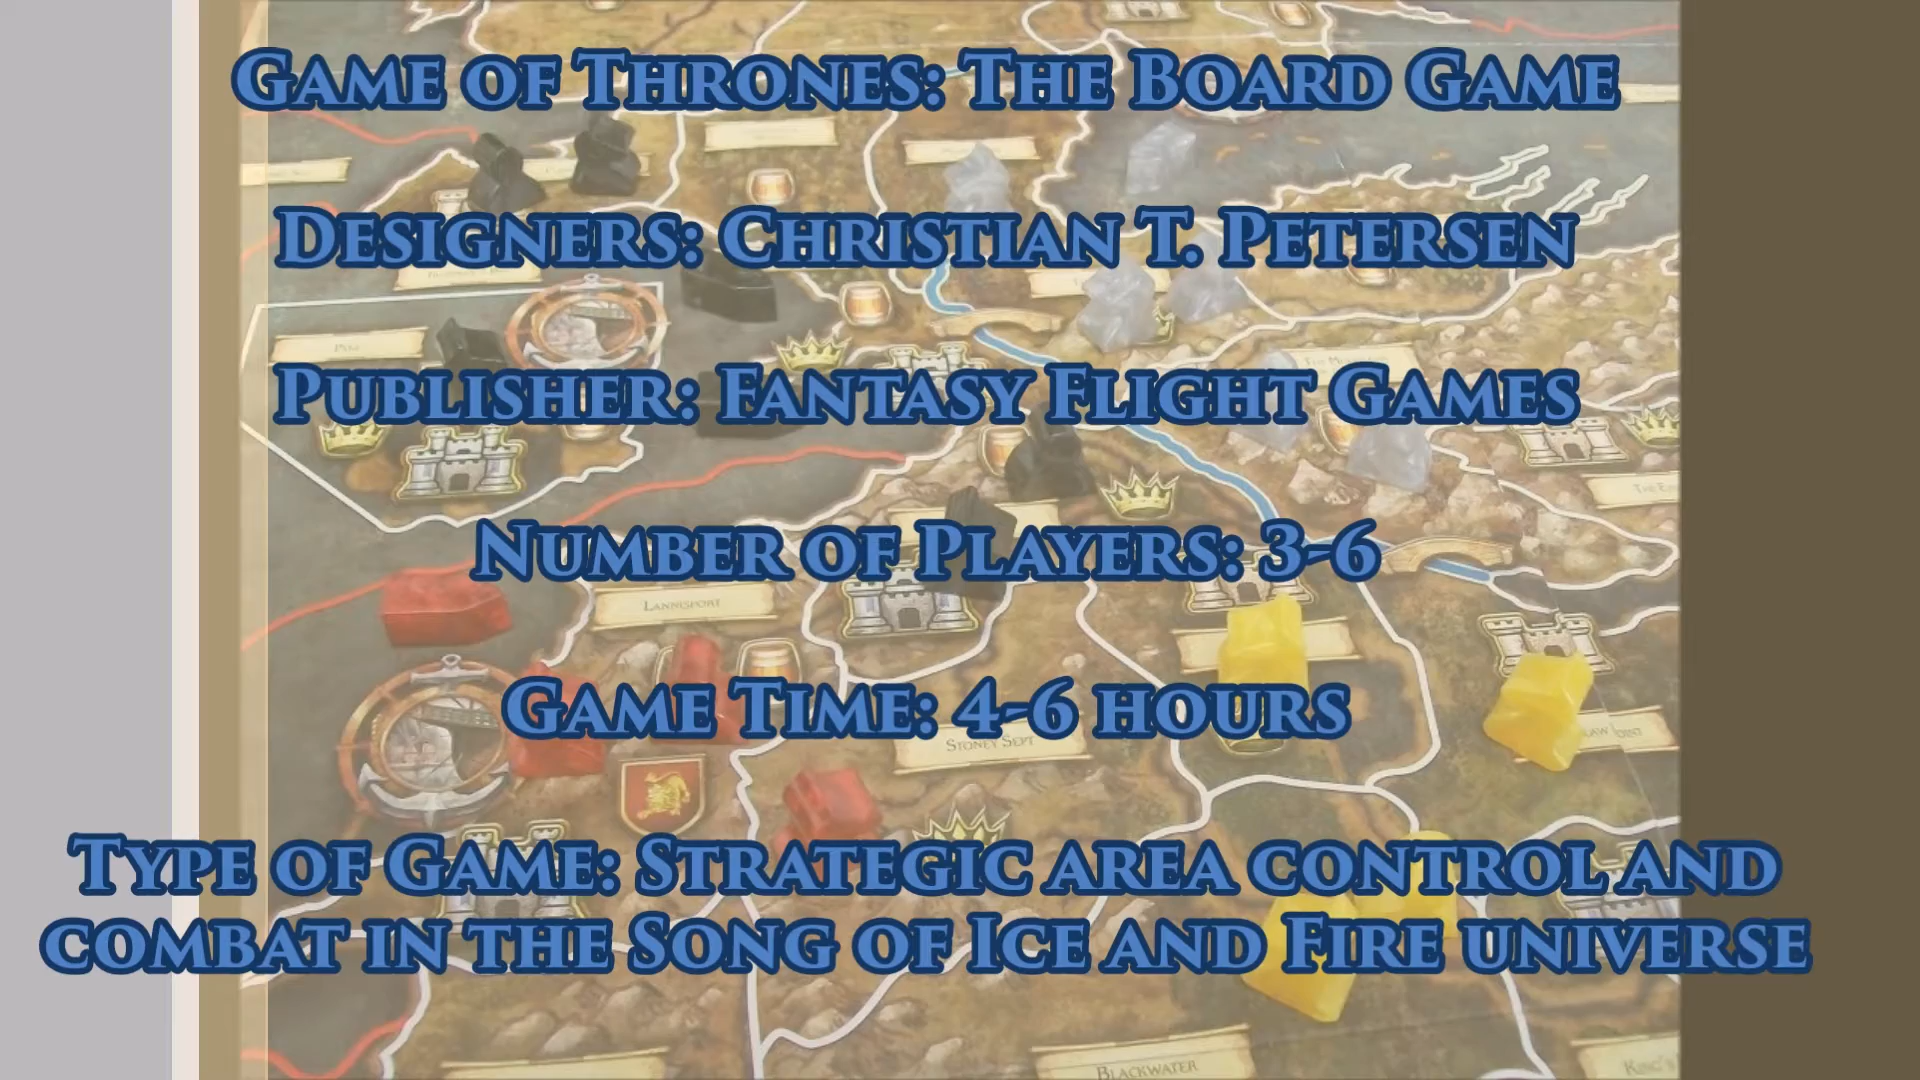 Game of Thrones: The Board Game
Designers: Christian T. Petersen
Publisher: Fantasy Flight Games
Number of Players: 3-6
Lannisport
Game Time: 4-6 hours
Stoney Sept
Type of Game: Strategic area control and
combat in the Song of Ice and Fire universe
Blackwater
King's